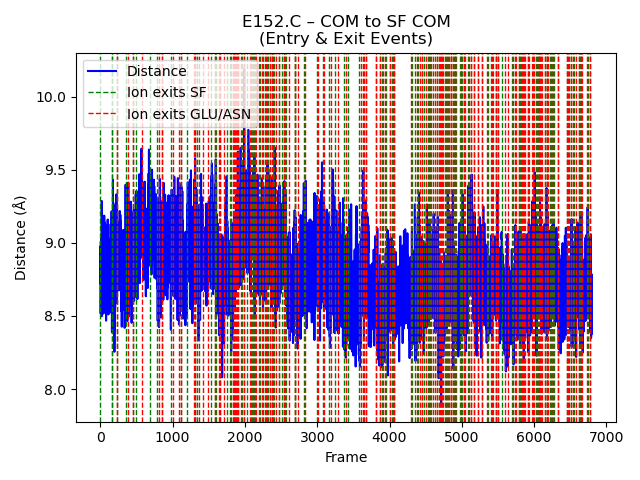 E152.C – COM to SF COM
(Entry & Exit Events)
Distance
Ion exits SF
Ion exits GLU/ASN
Distance (Å)
10.0
9.5
9.0
8.5
8.0
0 1000 2000 3000 4000 5000 6000 7000
Frame